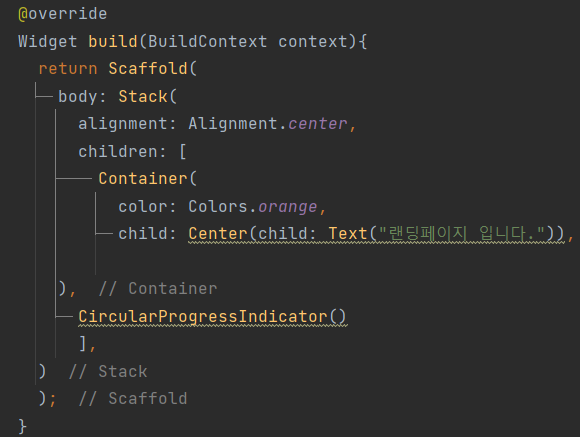 @override
Widget build(BuildContext context){
return Scaffold(
body: Stack(
alignment: Alignment.center,
children: [
Container(
color: Colors.orange,
child: Center(child: Text("랜딩페이지 입니다.")),
), // Container
CircularProgressIndicator()
],
) // Stack
); // Scaffold
}